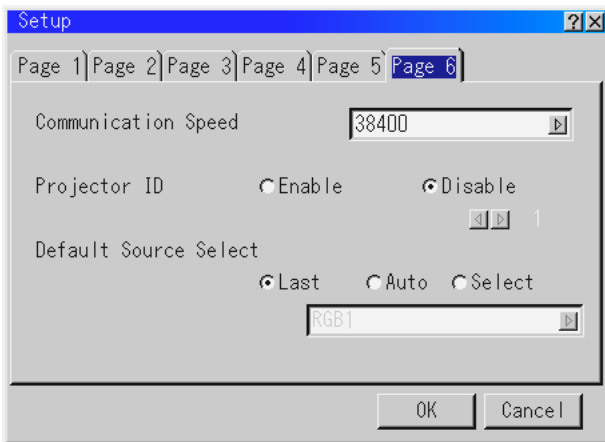 Setup
Page 1 Page 2 Page 3 Page 4 Page 5 Page 6
Communication Speed 38400
Projector ID Enable Disable
1
Default Source Select
Last Auto Select
RGB1
OK Cancel